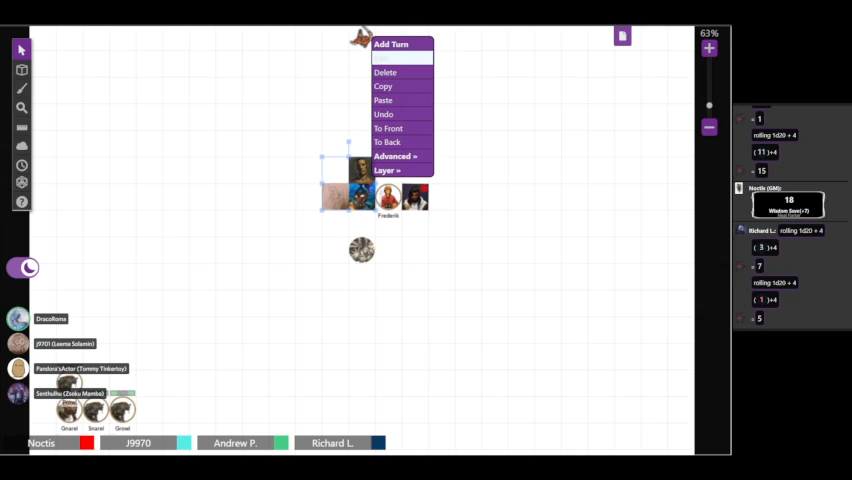 63%
Add Turn
Delete
Copy
Paste
Undo
To Front
To Back
Advanced »
Layer »
Frederik
= 1
rolling 1d20 + 4
( 11 )+4
= 15
Noctis (GM):
18
Wisdom Save(+7)
Richard L.: rolling 1d20 + 4
( 3 )+4
= 7
rolling 1d20 + 4
( 1 )+4
= 5
DracoRoma
j9701 (Leema Solamin)
Pandora'sActor (Tommy Tinkertoy)
Senthulhu (Zsoku Mamba)
Gnarel
Snarel
Growl
Noctis
J9970
Andrew P.
Richard L.